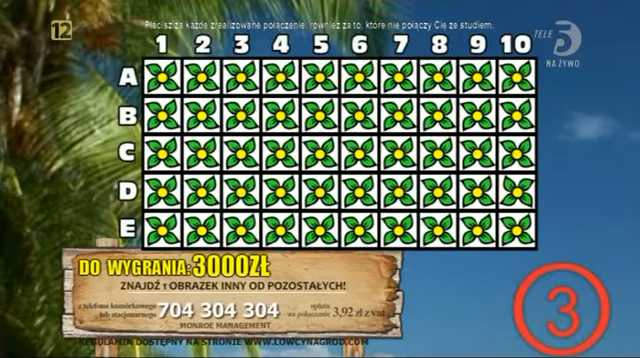 Płacisz za każde zrealizowane połączenie, również za to, które nie połączy Cię ze studiem.
12
1 2 3 4 5 6 7 8 9 10
TELE 5
NA ŻYWO
A
B
C
D
E
DO WYGRANIA: 3000ZŁ
ZNAJDŹ 1 OBRAZEK INNY OD POZOSTAŁYCH!
z telefonu komórkowego
lub stacjonarnego
704 304 304
opłata
za połączenie
3,92 zł z vat
MONROE MANAGEMENT
REGULAMIN DOSTĘPNY NA STRONIE WWW.LOWCYNAGROD.COM
3